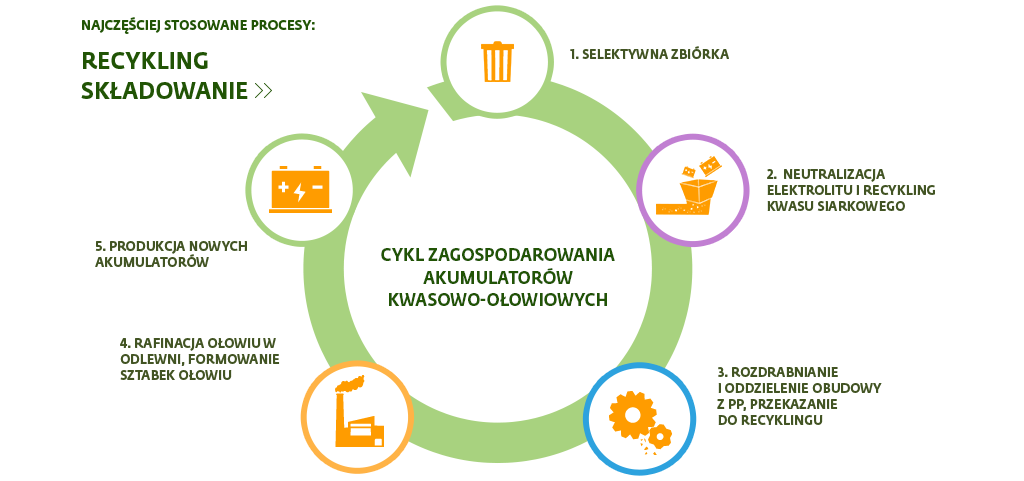 NAJCZĘŚCIEJ STOSOWANE PROCESY:
RECYKLING
SKŁADOWANIE
1. SELEKTYWNA ZBIÓRKA
2. NEUTRALIZACJA
ELEKTROLITU I RECYKLING
KWASU SIARKOWEGO
3. ROZDRABNIANIE
I ODDZIELENIE OBUDOWY
Z PP, PRZEKAZANIE
DO RECYKLINGU
4. RAFINACJA OŁOWIU W
ODLEWNI, FORMOWANIE
SZTABEK OŁOWIU
5. PRODUKCJA NOWYCH
AKUMULATORÓW
CYKL ZAGOSPODAROWANIA
AKUMULATORÓW
KWASOWO-OŁOWIOWYCH